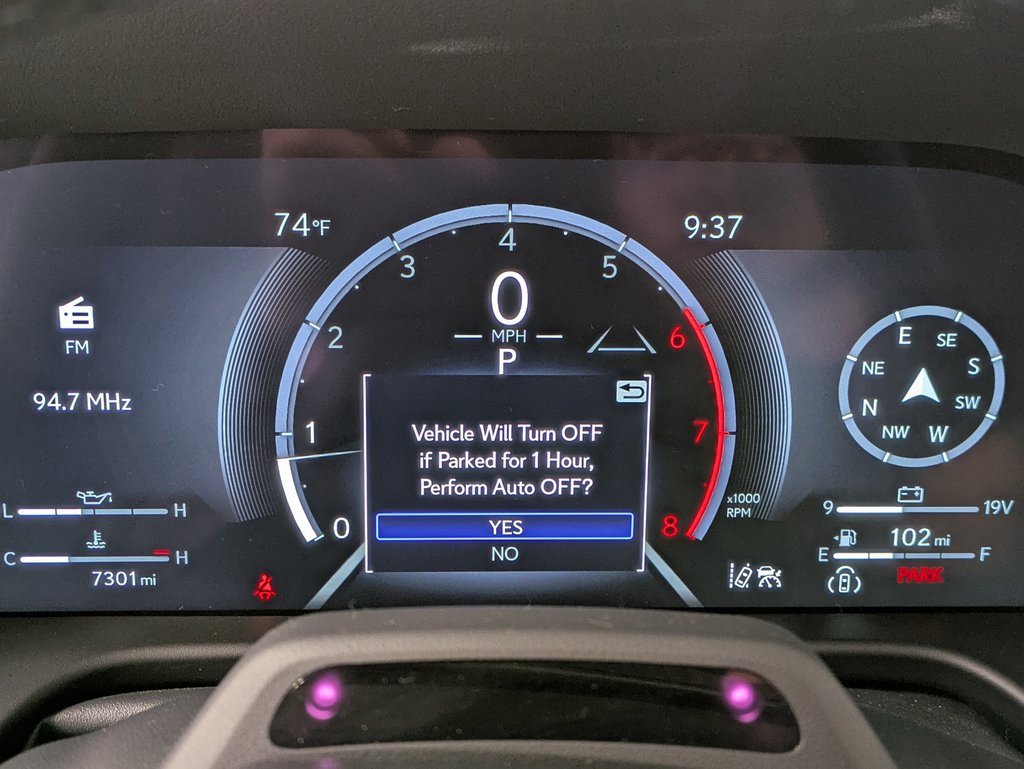 74°F
9:37
FM
94.7 MHz
0
1
2
3
4
5
6
7
8
0
MPH
P
x1000
RPM
Vehicle Will Turn OFF
if Parked for 1 Hour,
Perform Auto OFF?
YES
NO
E
SE
S
SW
W
NW
N
NE
L H
C H
7301 mi
9 19V
102 mi
E F
PARK